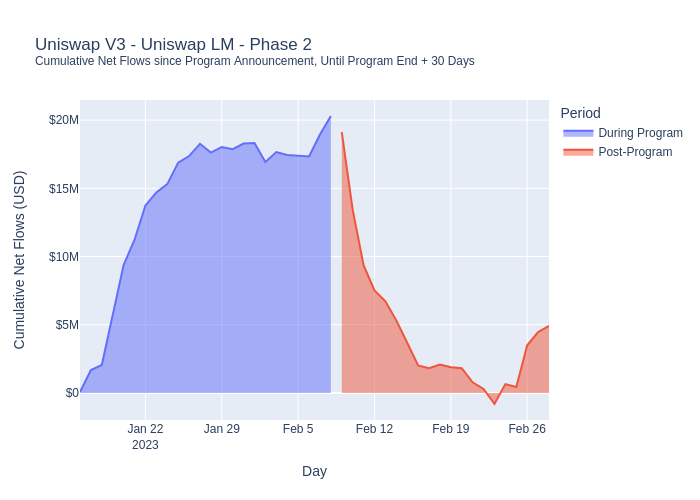 Uniswap V3 - Uniswap LM - Phase 2
Cumulative Net Flows since Program Announcement, Until Program End + 30 Days
Period
During Program
Post-Program
Cumulative Net Flows (USD)
$20M
$15M
$10M
$5M
$0
Jan 22
2023
Jan 29
Feb 5
Feb 12
Feb 19
Feb 26
Day